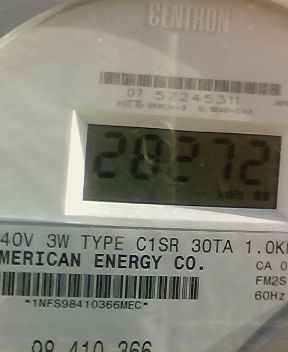 CENTRON
07 57245311
28272
kWh
40V 3W TYPE C1SR 30TA 1.0K
MERICAN ENERGY CO.
CA 0
FM2S
*1NFS98410366MEC*
60Hz
98 410 366